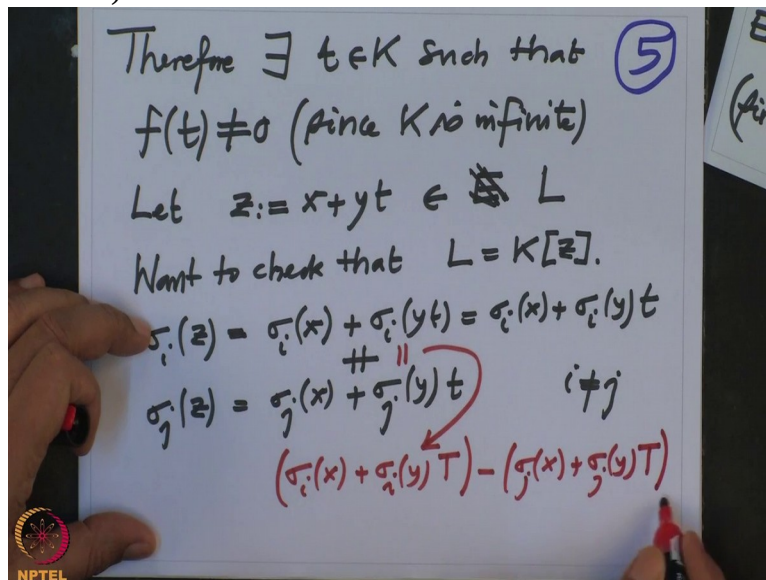 Therefore ∃ t ∈ K such that
5
f(t) ≠ 0 (since K is infinite)
Let z := x + yt ∈ L
Want to check that L = K[z].
σᵢ(z) = σᵢ(x) + σᵢ(yt) = σᵢ(x) + σᵢ(y) t
≠ ||
σⱼ(z) = σⱼ(x) + σⱼ(y) t i ≠ j
(σᵢ(x) + σᵢ(y) T) − (σⱼ(x) + σⱼ(y) T)
NPTEL